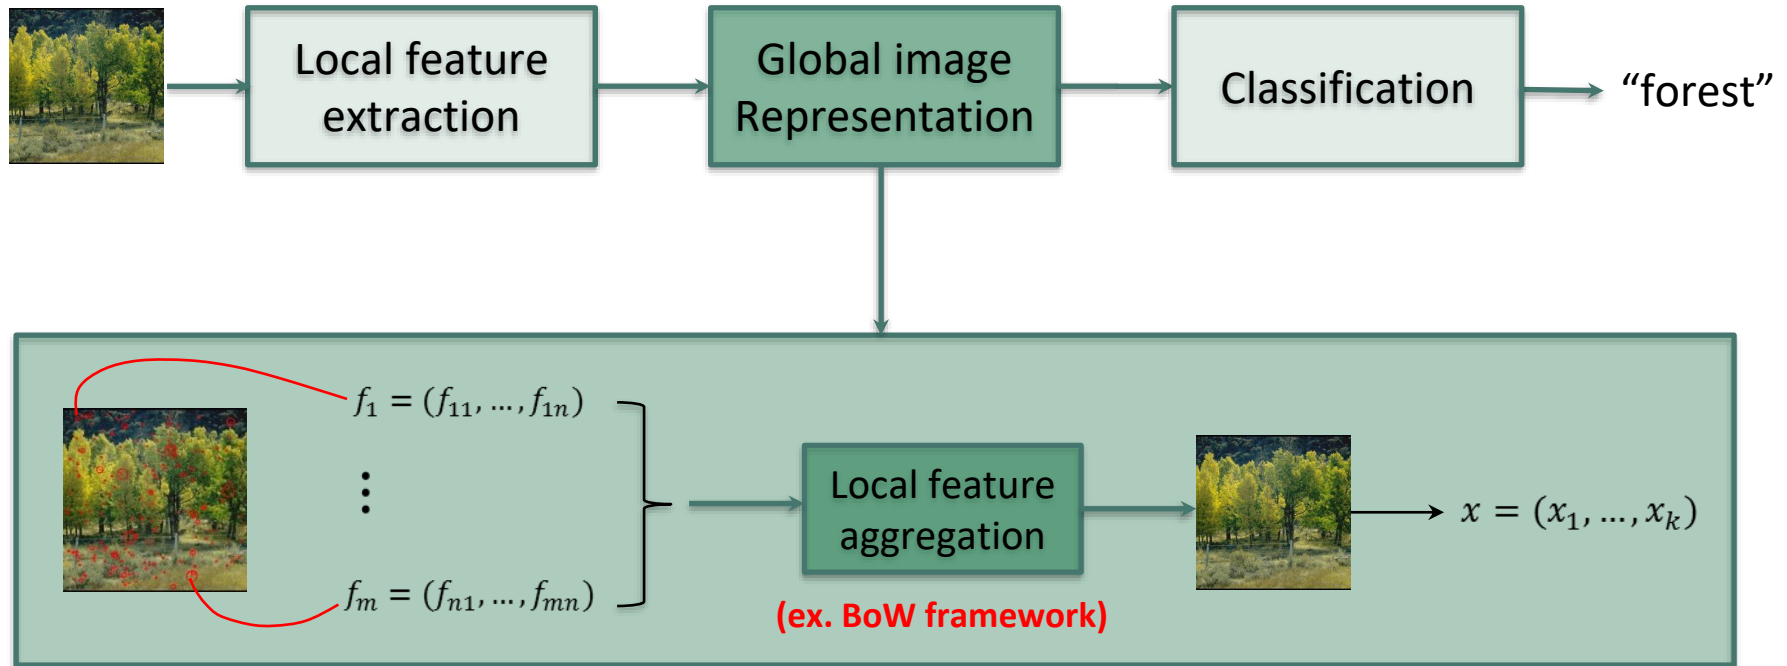 Local feature
extraction
Global image
Representation
Classification
“forest”
f₁ = (f₁₁, ..., f₁ₙ)
⋮
fₘ = (fₙ₁, ..., fₘₙ)
Local feature
aggregation
(ex. BoW framework)
x = (x₁, ..., xₖ)